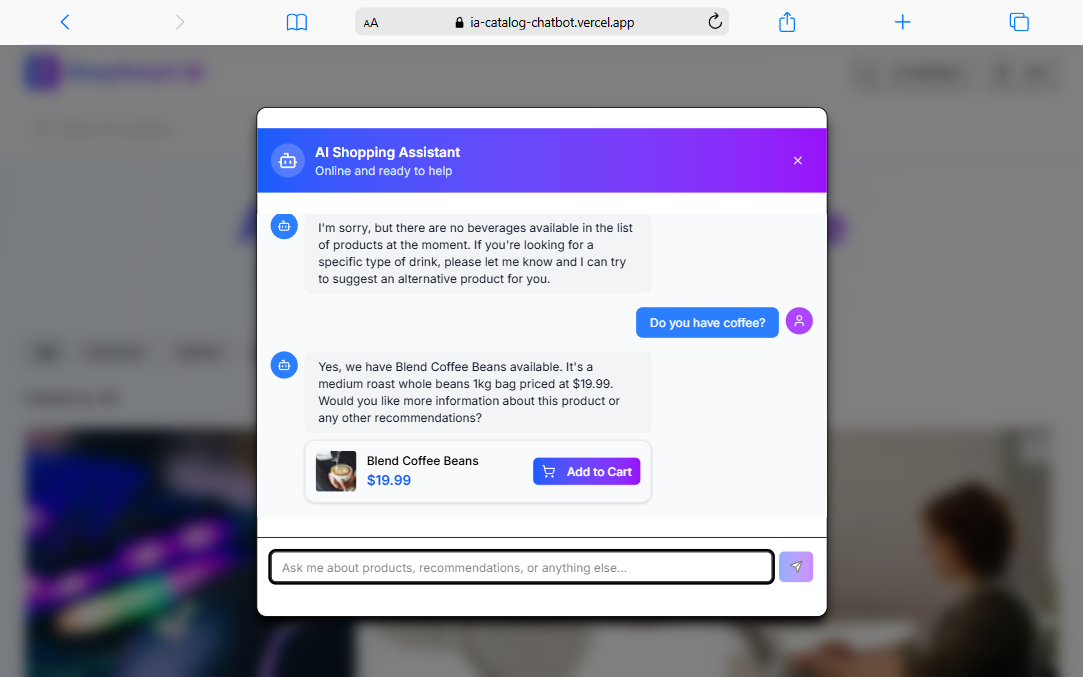 AA
ia-catalog-chatbot.vercel.app
AI Shopping Assistant
Online and ready to help
I'm sorry, but there are no beverages available in the list
of products at the moment. If you're looking for a
specific type of drink, please let me know and I can try
to suggest an alternative product for you.
Do you have coffee?
Yes, we have Blend Coffee Beans available. It's a
medium roast whole beans 1kg bag priced at $19.99.
Would you like more information about this product or
any other recommendations?
Blend Coffee Beans
$19.99
Add to Cart
Ask me about products, recommendations, or anything else...